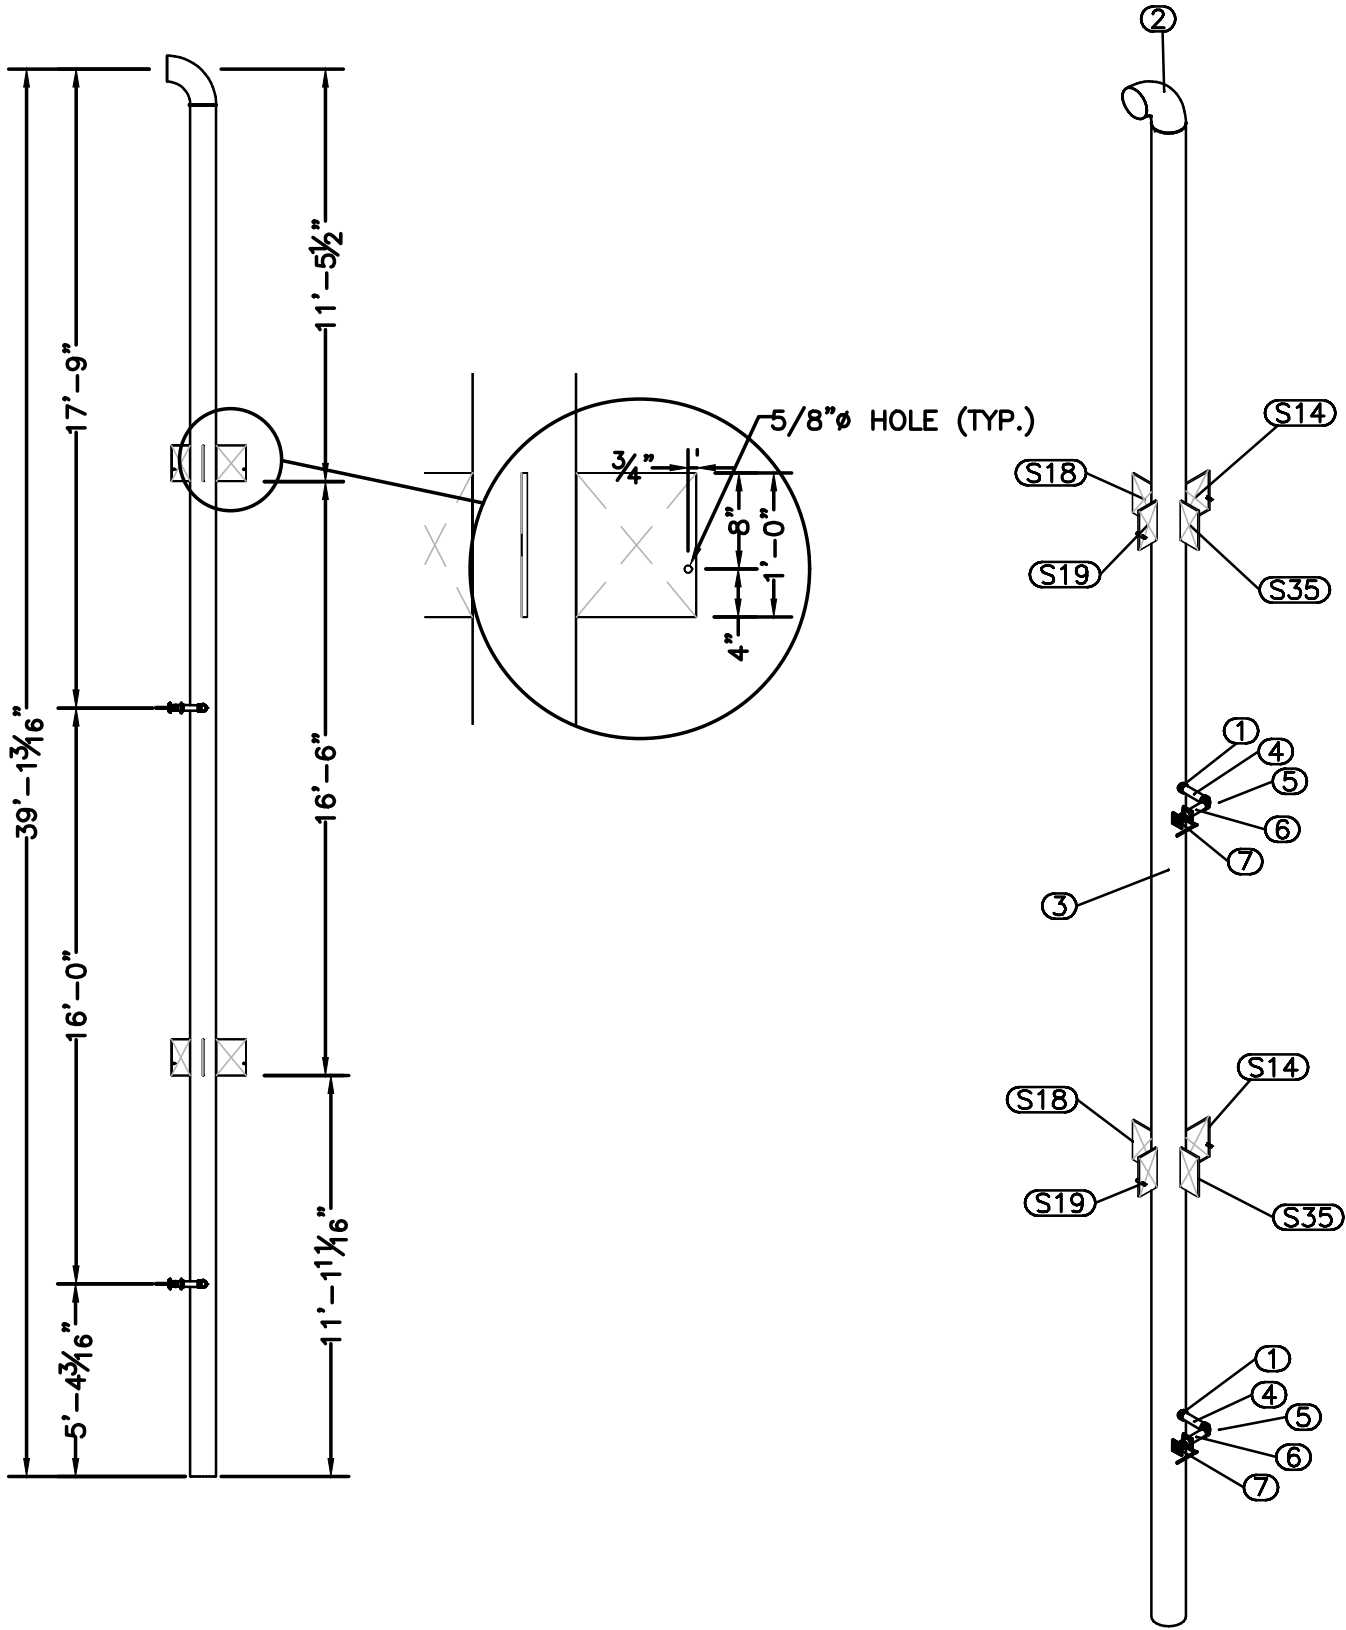 39'-1 3/16"
17'-9"
16'-0"
5'-4 3/16"
11'-5 1/2"
16'-6"
11'-1 11/16"
5/8"ø HOLE (TYP.)
3/4"
8"
1'-0"
4"
2
S14
S18
S19
S35
1
4
5
6
7
3
S14
S18
S19
S35
1
4
5
6
7